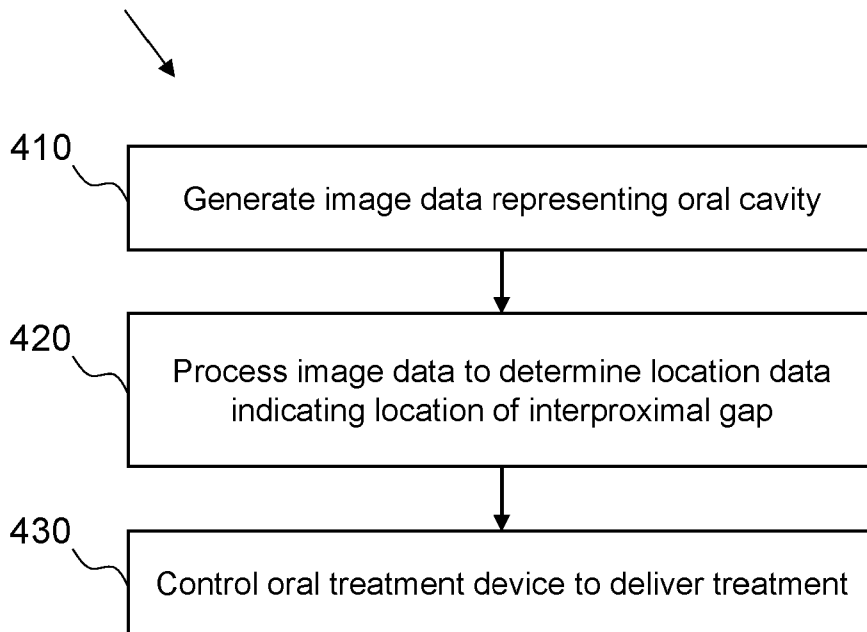 410
Generate image data representing oral cavity
420
Process image data to determine location data
indicating location of interproximal gap
430
Control oral treatment device to deliver treatment